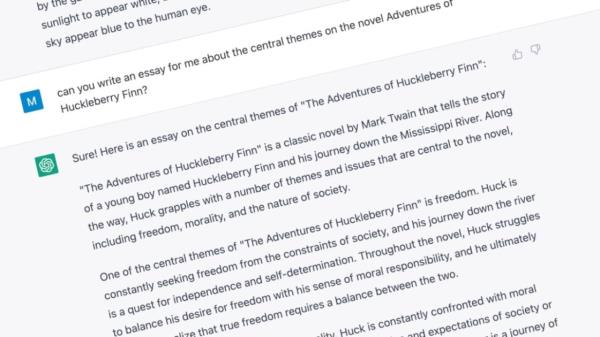 by the g
sunlight to appear white,
sky appear blue to the human eye.
M
can you write an essay for me about the central themes on the novel Adventures of
Huckleberry Finn?
Sure! Here is an essay on the central themes of "The Adventures of Huckleberry Finn":
"The Adventures of Huckleberry Finn" is a classic novel by Mark Twain that tells the story
of a young boy named Huckleberry Finn and his journey down the Mississippi River. Along
the way, Huck grapples with a number of themes and issues that are central to the novel,
including freedom, morality, and the nature of society.
One of the central themes of "The Adventures of Huckleberry Finn" is freedom. Huck is
constantly seeking freedom from the constraints of society, and his journey down the river
is a quest for independence and self-determination. Throughout the novel, Huck struggles
to balance his desire for freedom with his sense of moral responsibility, and he ultimately
alize that true freedom requires a balance between the two.
ality. Huck is constantly confronted with moral
and expectations of society or
is a journey of